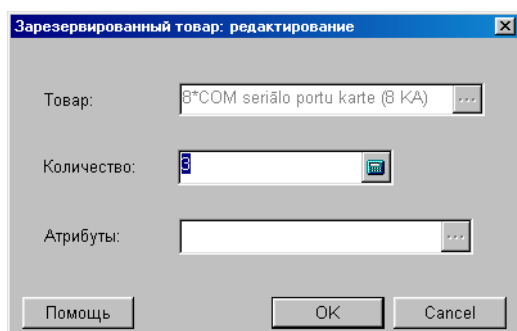 Зарезервированный товар: редактирование
Товар: 8*COM seriālo portu karte (8 KA) ...
Количество: 3
Атрибуты: ...
Помощь OK Cancel